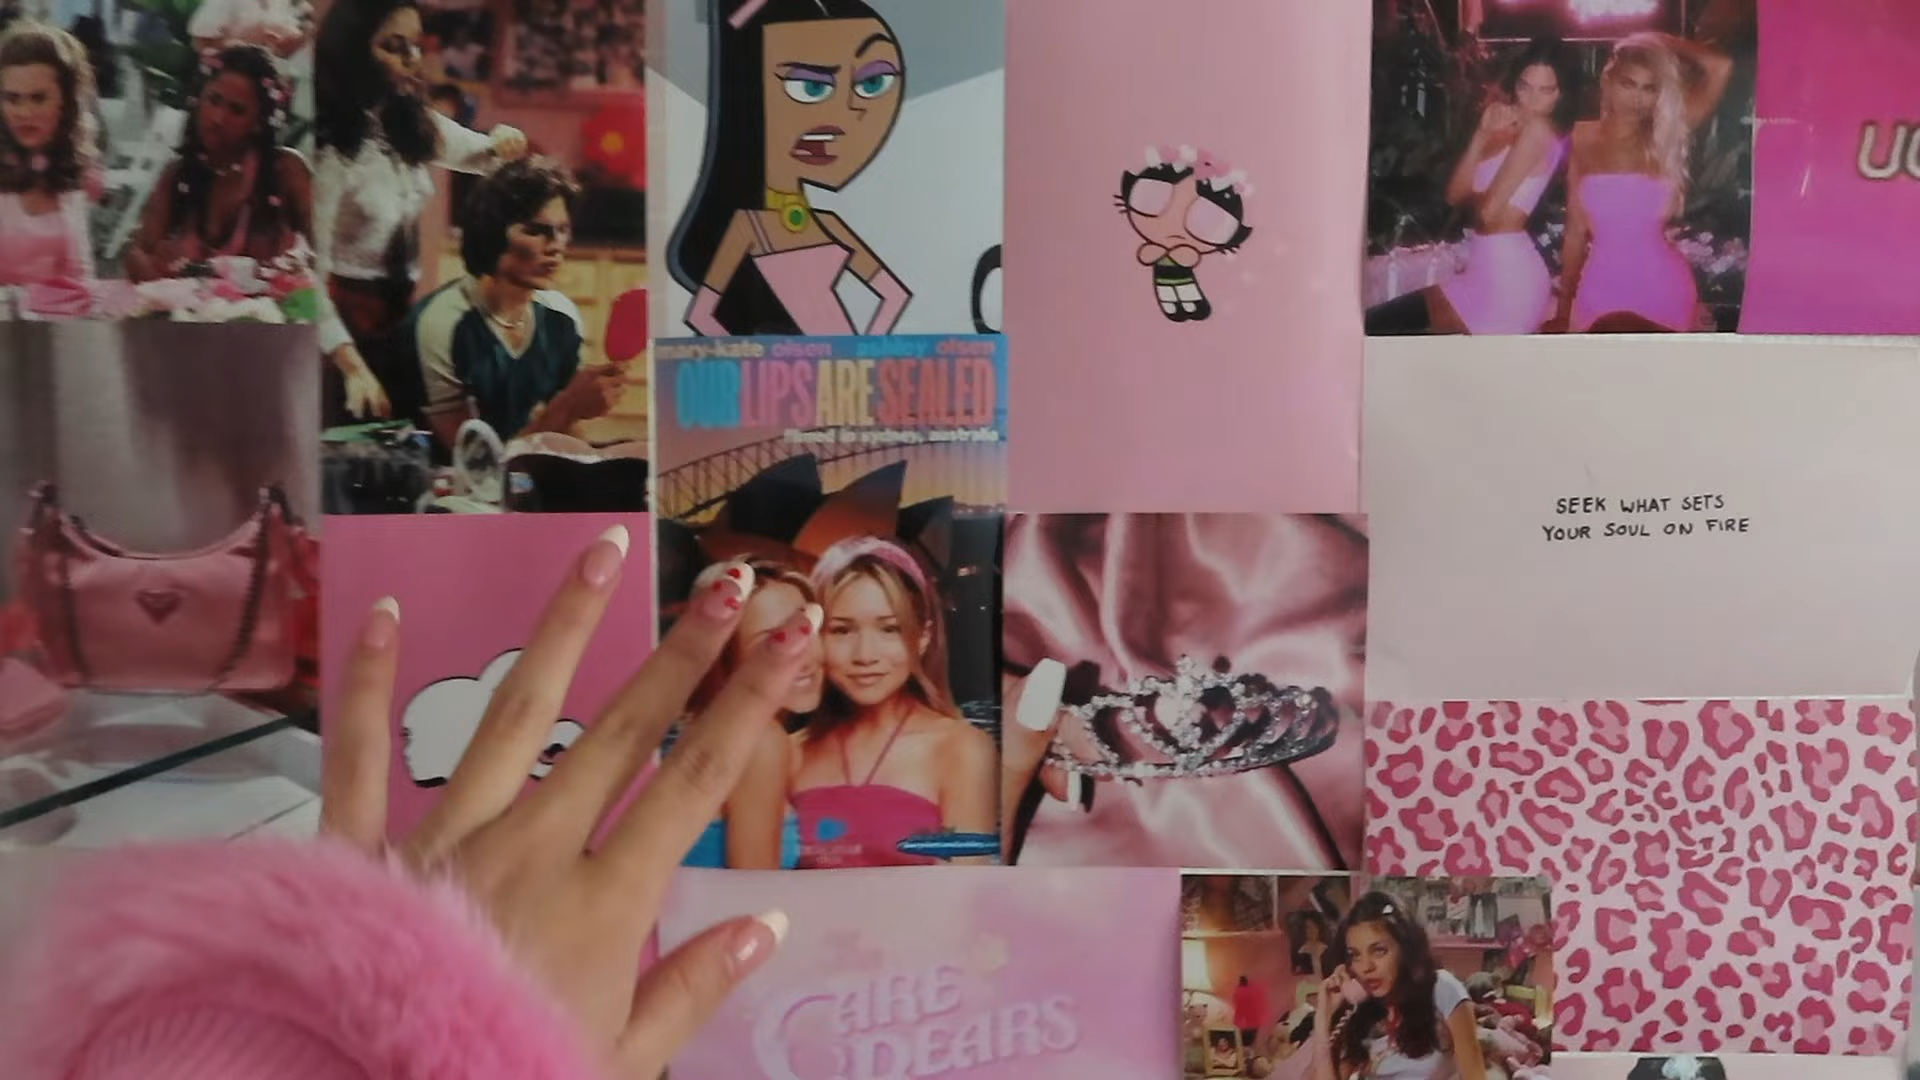 mary-kate olsen ashley olsen
OUR LIPS ARE SEALED
filmed in sydney, australia
SEEK WHAT SETS
YOUR SOUL ON FIRE
CARE
BEARS